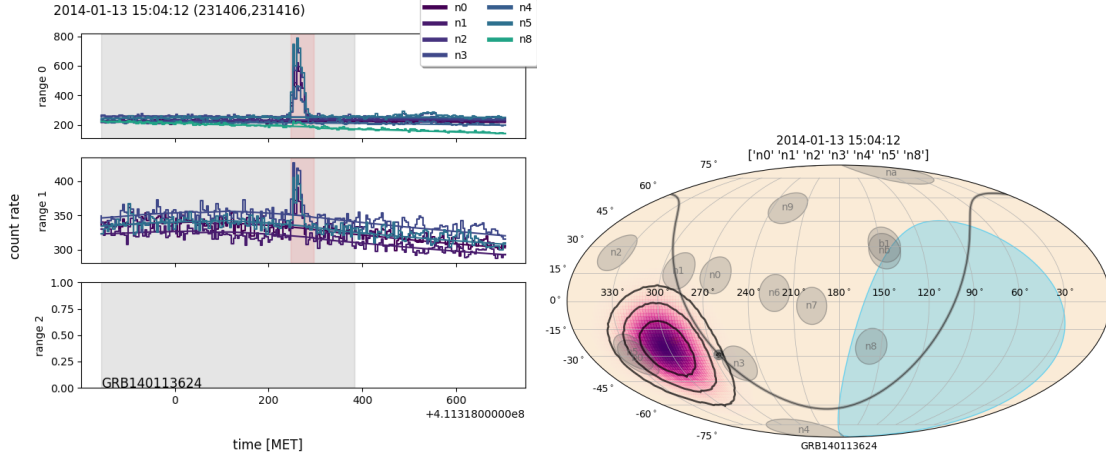 2014-01-13 15:04:12 (231406,231416)
n0 n4
n1 n5
n2 n8
n3
800
600
400
200
range 0
400
350
300
range 1
count rate
1.00
0.75
0.50
0.25
0.00
range 2
GRB140113624
0 200 400 600
+4.1131800000e8
time [MET]
2014-01-13 15:04:12
['n0' 'n1' 'n2' 'n3' 'n4' 'n5' 'n8']
75°
60°
45°
30°
15°
0°
-15°
-30°
-45°
-60°
-75°
330° 300° 270° 240° 210° 180° 150° 120° 90° 60° 30°
na
n9
n2
n1
n0
b1
n6
n7
n8
n3
n4
GRB140113624